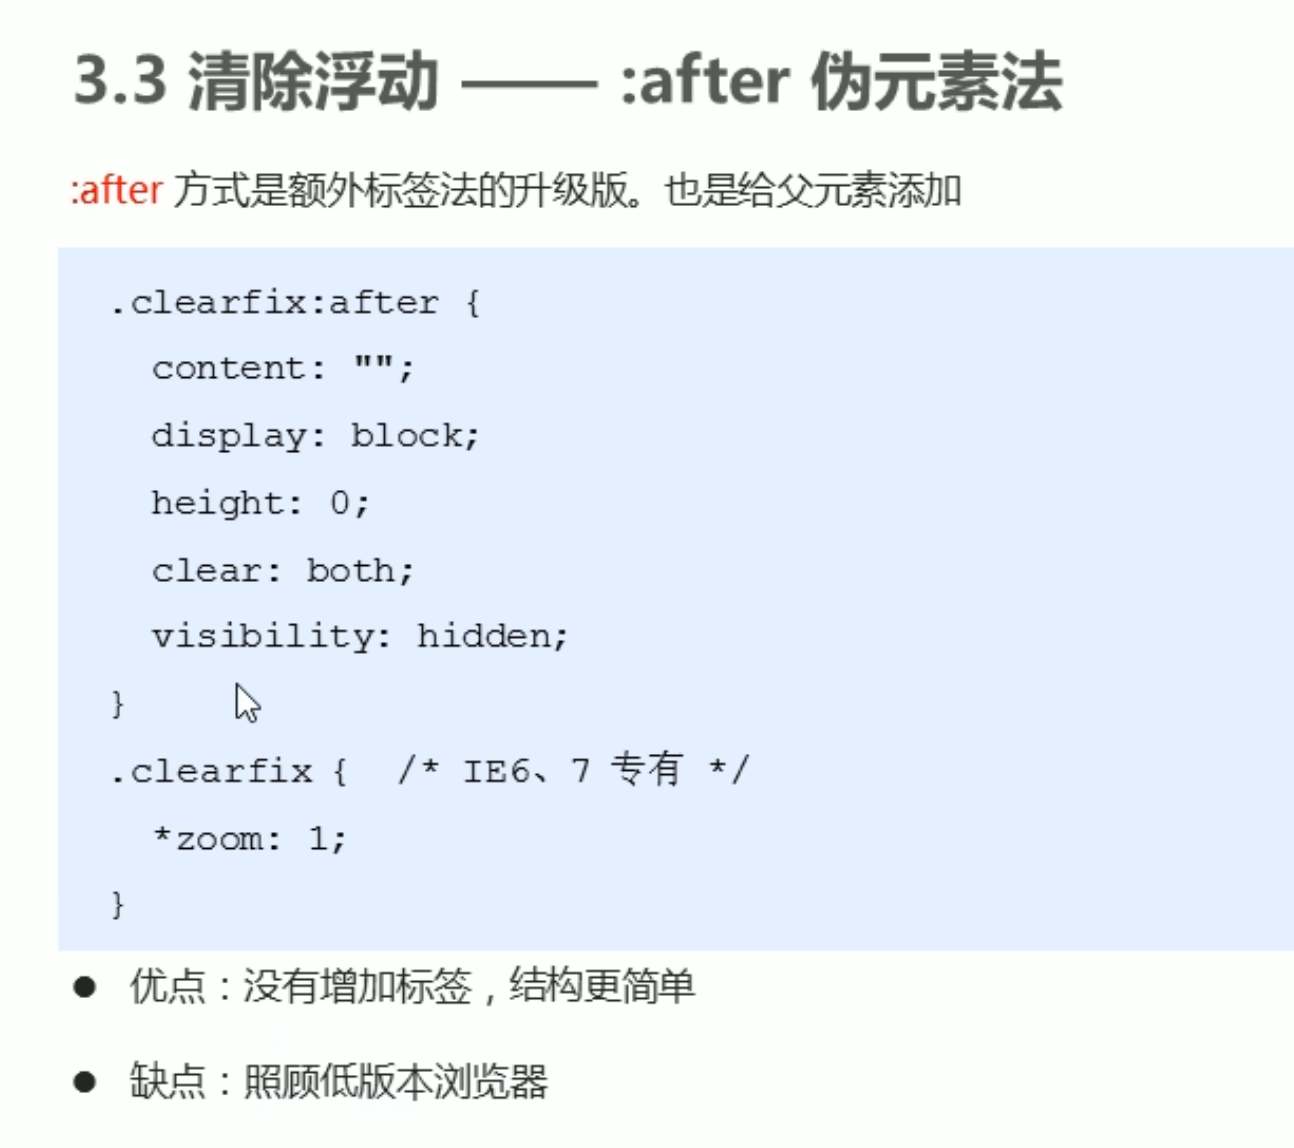 3.3 清除浮动 —— :after 伪元素法
:after 方式是额外标签法的升级版。也是给父元素添加
.clearfix:after {
content: "";
display: block;
height: 0;
clear: both;
visibility: hidden;
}
.clearfix { /* IE6、7 专有 */
*zoom: 1;
}
● 优点：没有增加标签，结构更简单
● 缺点：照顾低版本浏览器